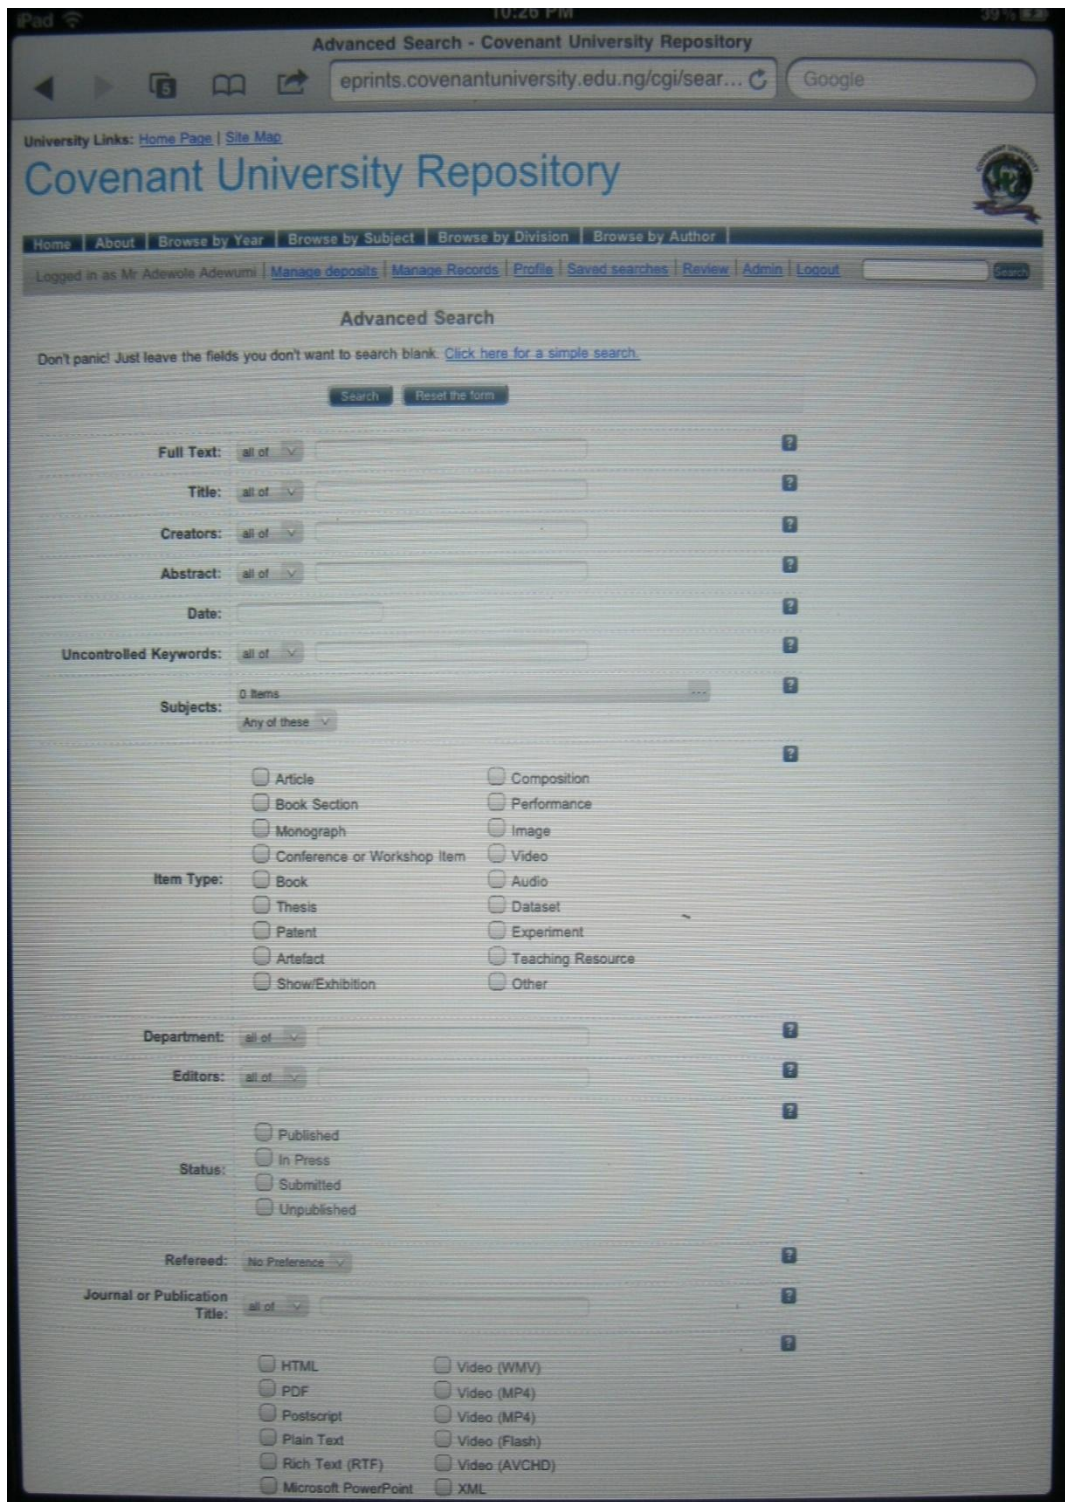 iPad 10:26 PM 39%
Advanced Search - Covenant University Repository
5 eprints.covenantuniversity.edu.ng/cgi/sear... Google
University Links: Home Page | Site Map
Covenant University Repository
Home | About | Browse by Year | Browse by Subject | Browse by Division | Browse by Author |
Logged in as Mr Adewole Adewumi | Manage deposits | Manage Records | Profile | Saved searches | Review | Admin | Logout Search
Advanced Search
Don't panic! Just leave the fields you don't want to search blank. Click here for a simple search.
Search Reset the form
Full Text: all of ?
Title: all of ?
Creators: all of ?
Abstract: all of ?
Date: ?
Uncontrolled Keywords: all of ?
0 items ... ?
Subjects:
Any of these
?
Article Composition
Book Section Performance
Monograph Image
Conference or Workshop Item Video
Item Type: Book Audio
Thesis Dataset
Patent Experiment
Artefact Teaching Resource
Show/Exhibition Other
Department: all of ?
Editors: all of ?
?
Published
In Press
Status:
Submitted
Unpublished
Refereed: No Preference ?
Journal or Publication
Title: all of ?
?
HTML Video (WMV)
PDF Video (MP4)
Postscript Video (MP4)
Plain Text Video (Flash)
Rich Text (RTF) Video (AVCHD)
Microsoft PowerPoint XML